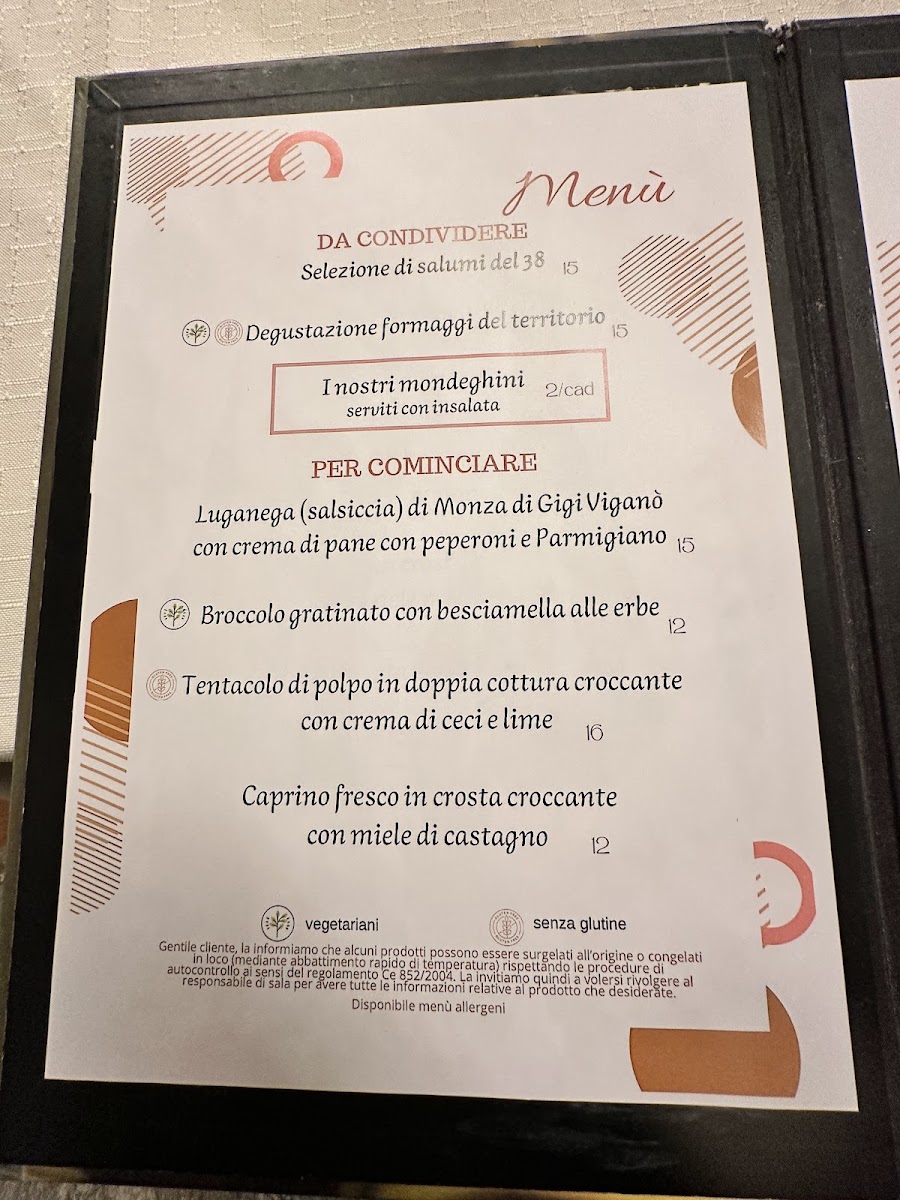 Menù
DA CONDIVIDERE
Selezione di salumi del 38 15
Degustazione formaggi del territorio 15
I nostri mondeghini 2/cad
serviti con insalata
PER COMINCIARE
Luganega (salsiccia) di Monza di Gigi Viganò
con crema di pane con peperoni e Parmigiano 15
Broccolo gratinato con besciamella alle erbe 12
Tentacolo di polpo in doppia cottura croccante
con crema di ceci e lime 16
Caprino fresco in crosta croccante
con miele di castagno 12
vegetariani senza glutine
Gentile cliente, la informiamo che alcuni prodotti possono essere surgelati all'origine o congelati
in loco (mediante abbattimento rapido di temperatura) rispettando le procedure di
autocontrollo ai sensi del regolamento Ce 852/2004. La invitiamo quindi a volersi rivolgere al
responsabile di sala per avere tutte le informazioni relative al prodotto che desiderate.
Disponibile menù allergeni